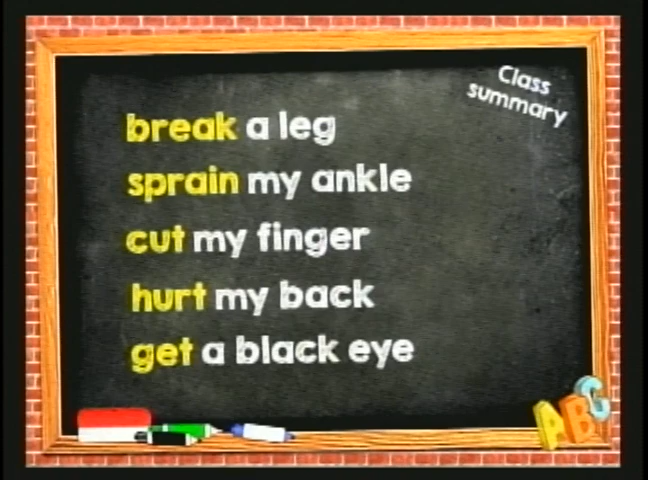 Class
summary
break a leg
sprain my ankle
cut my finger
hurt my back
get a black eye
ABC